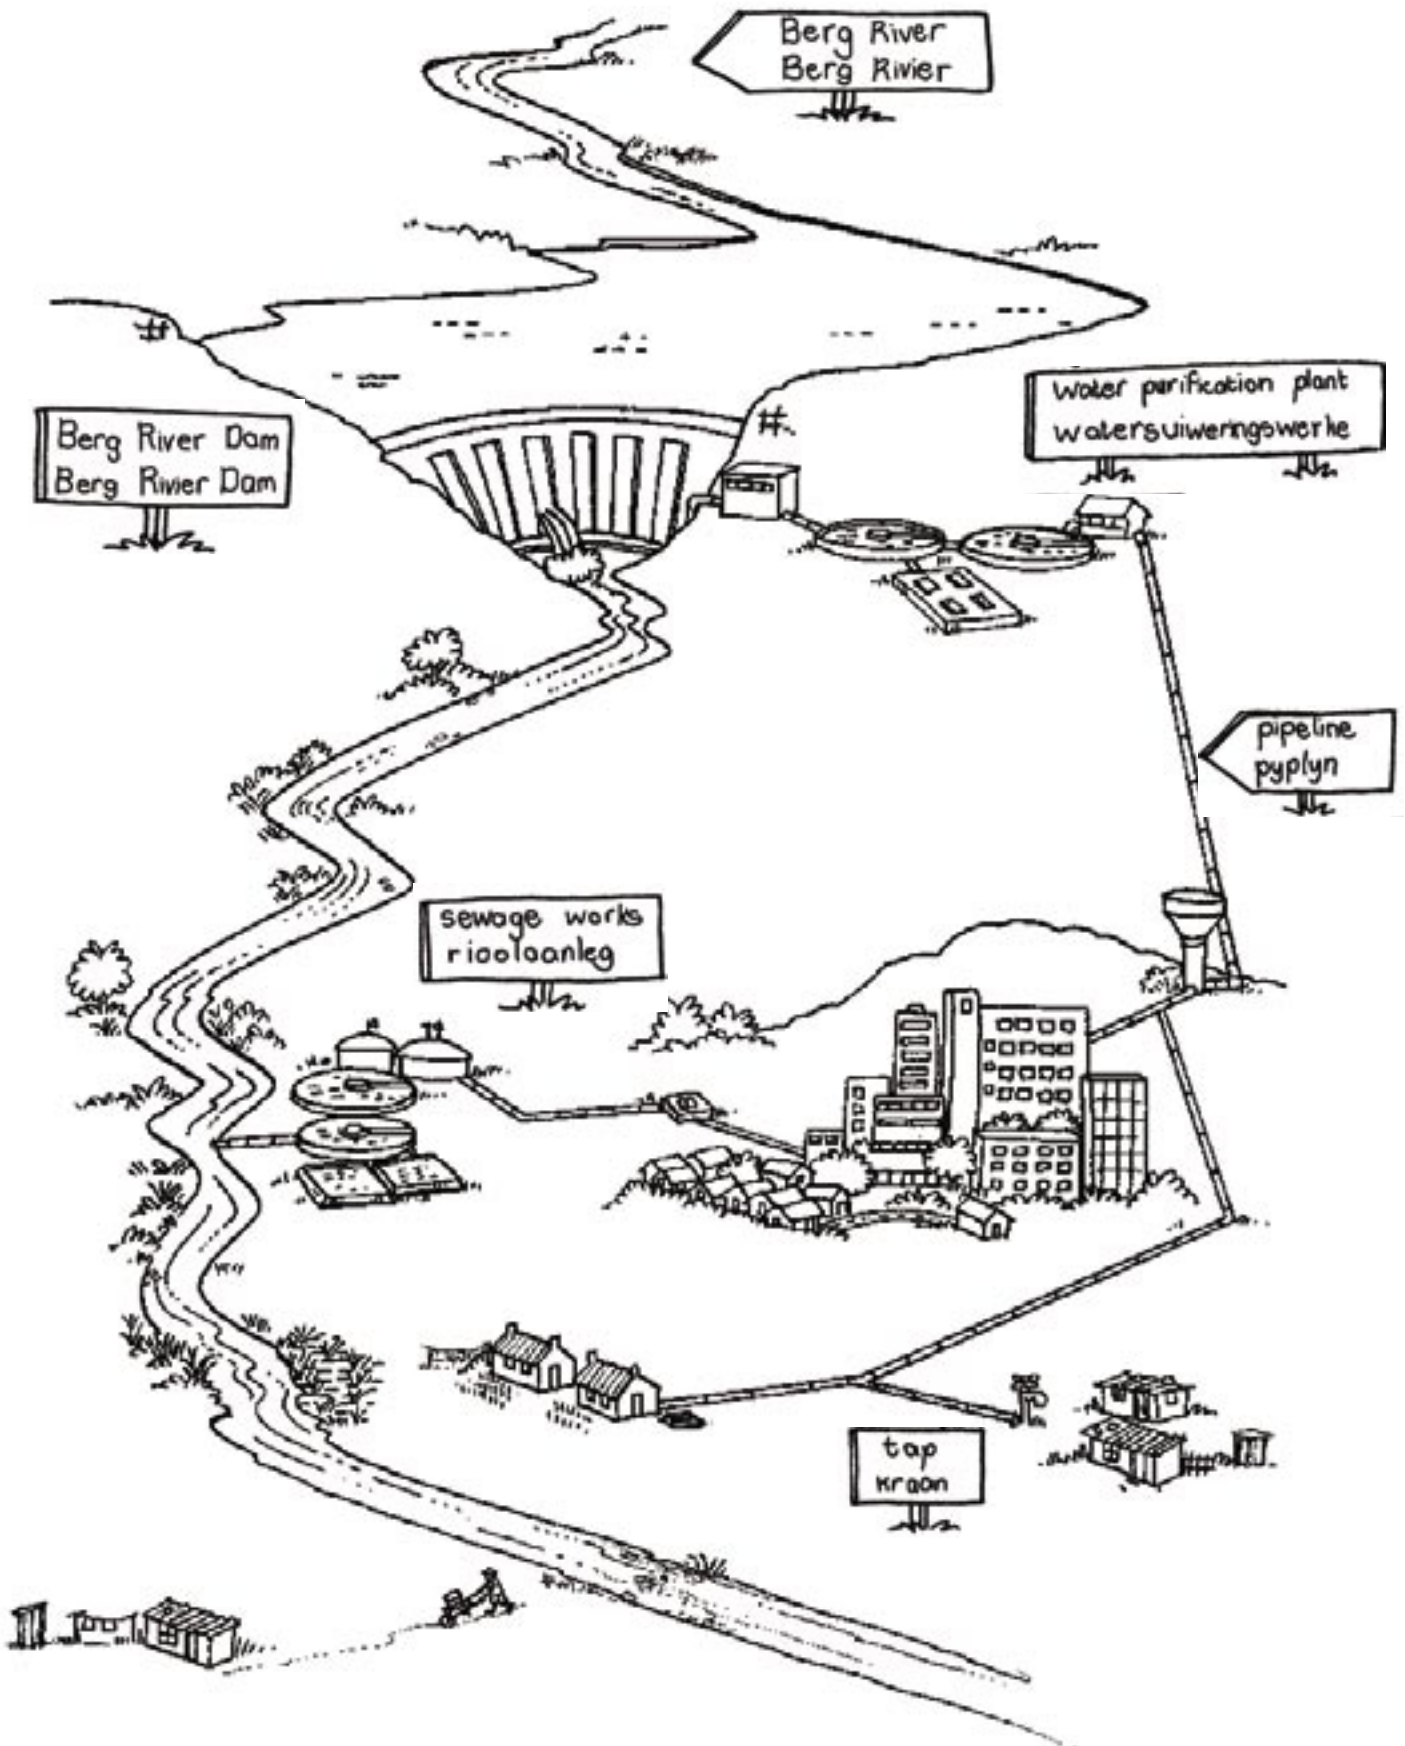 Berg River
Berg Rivier
Water purification plant
Watersuiweringswerke
Berg River Dam
Berg Rivier Dam
pipeline
pyplyn
sewage works
rioolaanleg
tap
kraan